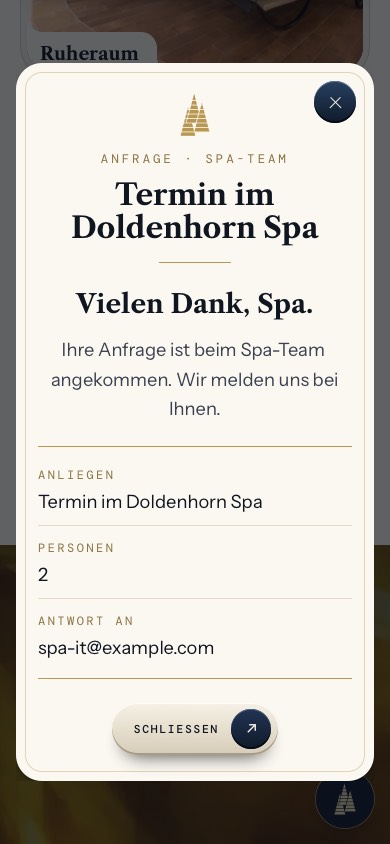 Ruheraum
ANFRAGE · SPA-TEAM
Termin im
Doldenhorn Spa
Vielen Dank, Spa.
Ihre Anfrage ist beim Spa-Team
angekommen. Wir melden uns bei
Ihnen.
ANLIEGEN
Termin im Doldenhorn Spa
PERSONEN
2
ANTWORT AN
spa-it@example.com
SCHLIESSEN